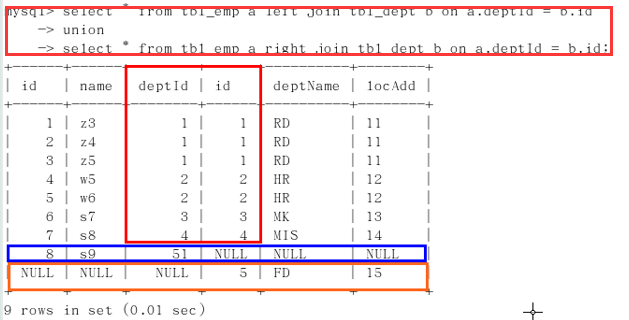 mysql> select * from tbl_emp a left join tbl_dept b on a.deptId = b.id
-> union
-> select * from tbl_emp a right join tbl_dept b on a.deptId = b.id;
+------+------+--------+------+----------+--------+
| id | name | deptId | id | deptName | locAdd |
+------+------+--------+------+----------+--------+
| 1 | z3 | 1 | 1 | RD | 11 |
| 2 | z4 | 1 | 1 | RD | 11 |
| 3 | z5 | 1 | 1 | RD | 11 |
| 4 | w5 | 2 | 2 | HR | 12 |
| 5 | w6 | 2 | 2 | HR | 12 |
| 6 | s7 | 3 | 3 | MK | 13 |
| 7 | s8 | 4 | 4 | MIS | 14 |
| 8 | s9 | 51 | NULL | NULL | NULL |
| NULL | NULL | NULL | 5 | FD | 15 |
+------+------+--------+------+----------+--------+
9 rows in set (0.01 sec)